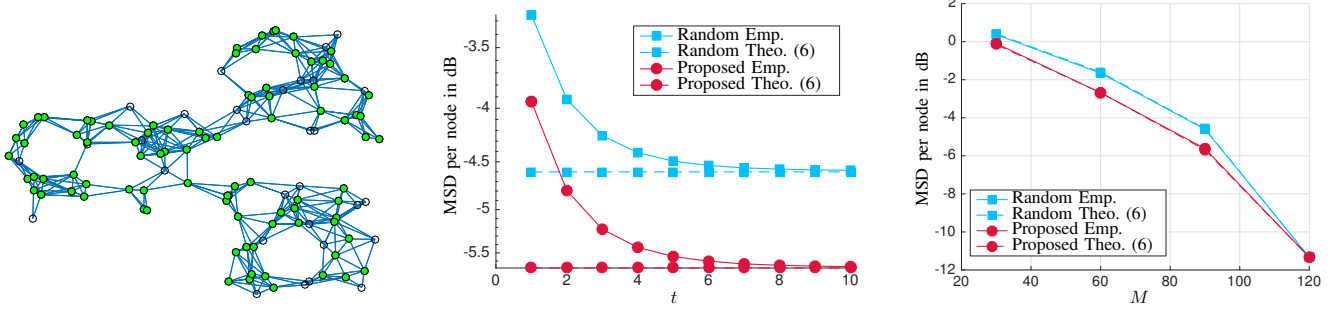 MSD per node in dB
-3.5
-4
-4.5
-5
-5.5
0
2
4
6
8
10
t
Random Emp.
Random Theo. (6)
Proposed Emp.
Proposed Theo. (6)
MSD per node in dB
2
0
-2
-4
-6
-8
-10
-12
20
40
60
80
100
120
M
Random Emp.
Random Theo. (6)
Proposed Emp.
Proposed Theo. (6)